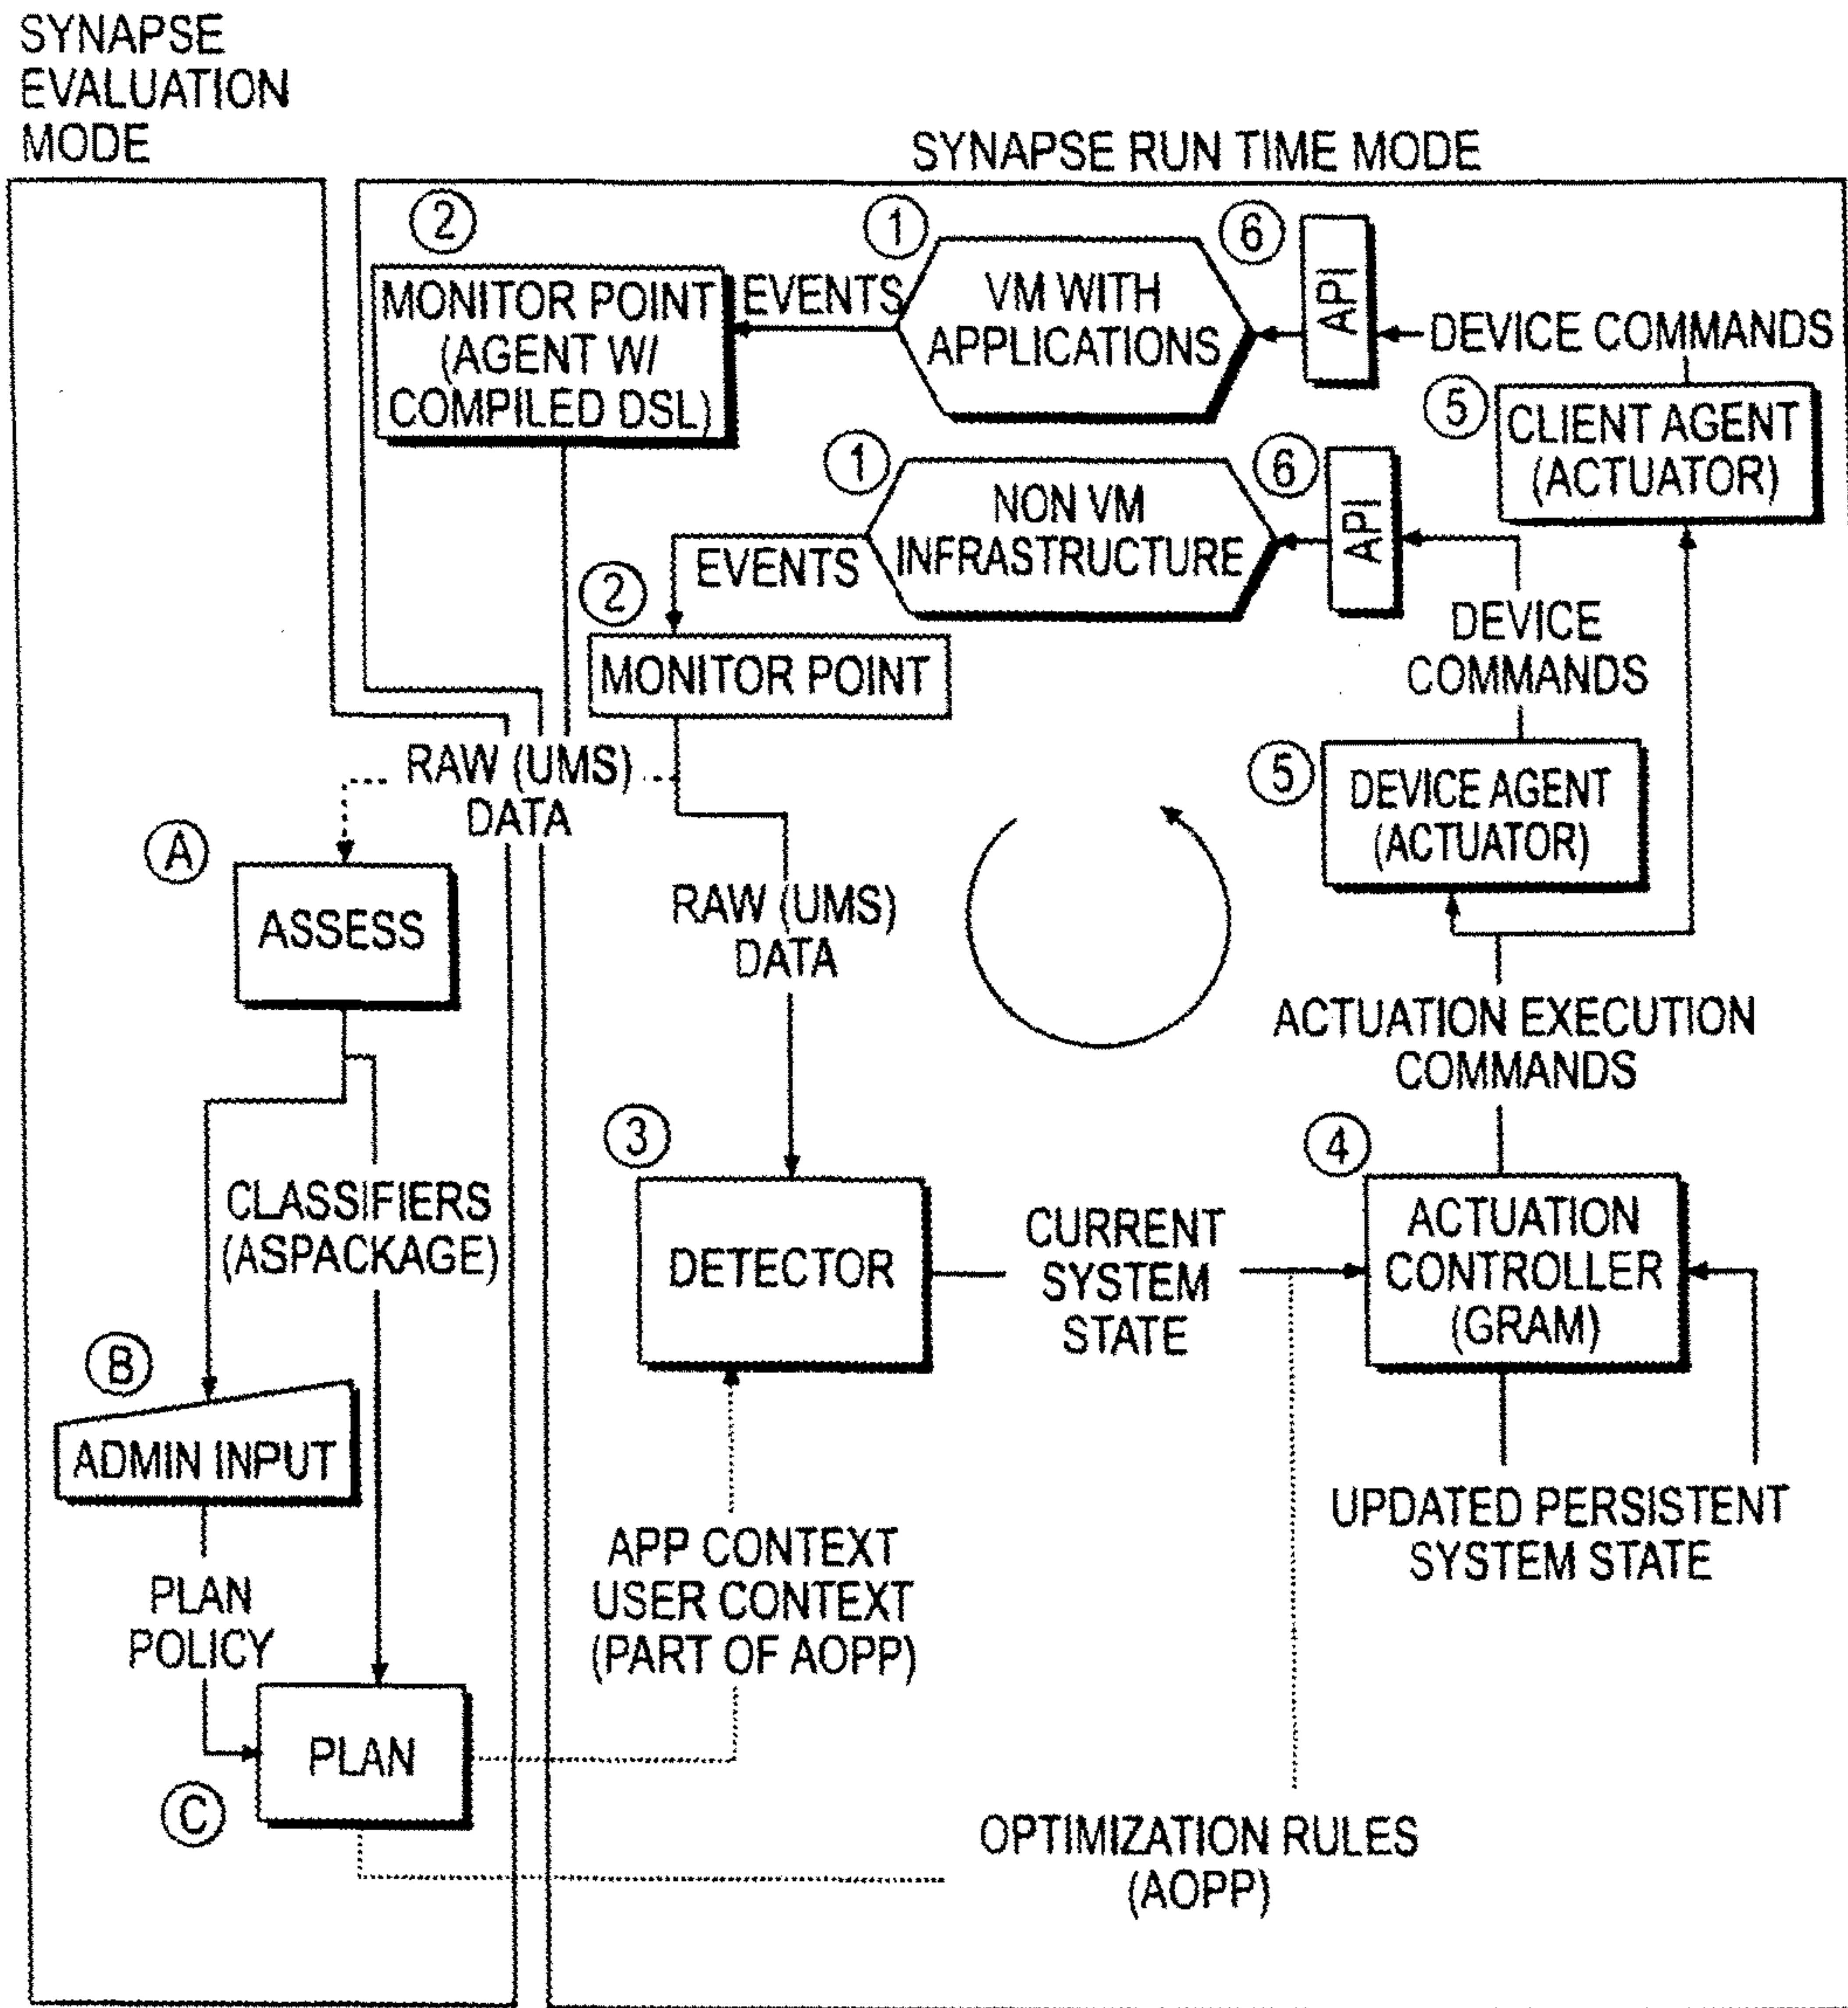 SYNAPSE
EVALUATION
MODE
SYNAPSE RUN TIME MODE
2
MONITOR POINT
(AGENT W/
COMPILED DSL)
EVENTS
1
VM WITH
APPLICATIONS
6
API
DEVICE COMMANDS
5
CLIENT AGENT
(ACTUATOR)
1
NON VM
INFRASTRUCTURE
6
API
EVENTS
2
MONITOR POINT
DEVICE
COMMANDS
RAW (UMS)
DATA
5
DEVICE AGENT
(ACTUATOR)
A
ASSESS
RAW (UMS)
DATA
ACTUATION EXECUTION
COMMANDS
3
DETECTOR
CURRENT
SYSTEM
STATE
4
ACTUATION
CONTROLLER
(GRAM)
CLASSIFIERS
(ASPACKAGE)
B
ADMIN INPUT
UPDATED PERSISTENT
SYSTEM STATE
APP CONTEXT
USER CONTEXT
(PART OF AOPP)
PLAN
POLICY
PLAN
C
OPTIMIZATION RULES
(AOPP)